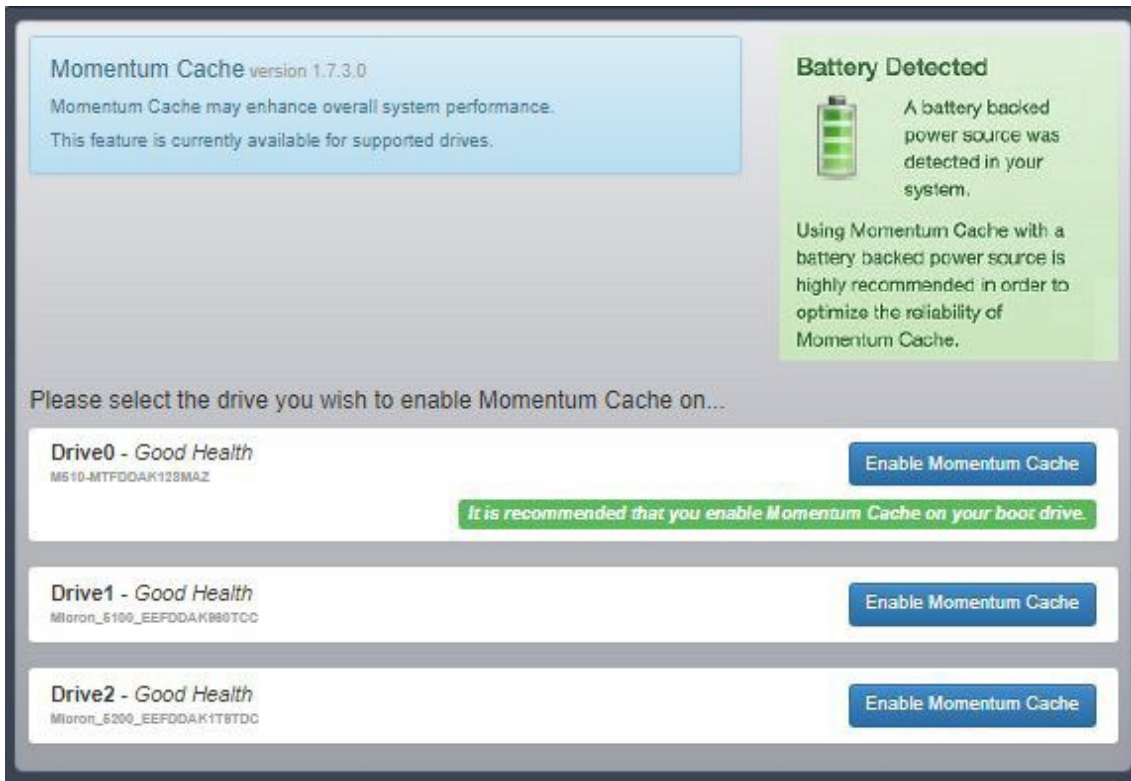 Momentum Cache version 1.7.3.0
Momentum Cache may enhance overall system performance.
This feature is currently available for supported drives.
Battery Detected
A battery backed
power source was
detected in your
system.
Using Momentum Cache with a
battery backed power source is
highly recommended in order to
optimize the reliability of
Momentum Cache.
Please select the drive you wish to enable Momentum Cache on...
Drive0 - Good Health
Enable Momentum Cache
M510-MTFDDAK128MAZ
It is recommended that you enable Momentum Cache on your boot drive.
Drive1 - Good Health
Enable Momentum Cache
Micron_5100_EEFDDAK960TCC
Drive2 - Good Health
Enable Momentum Cache
Micron_5200_EEFDDAK1T9TDC